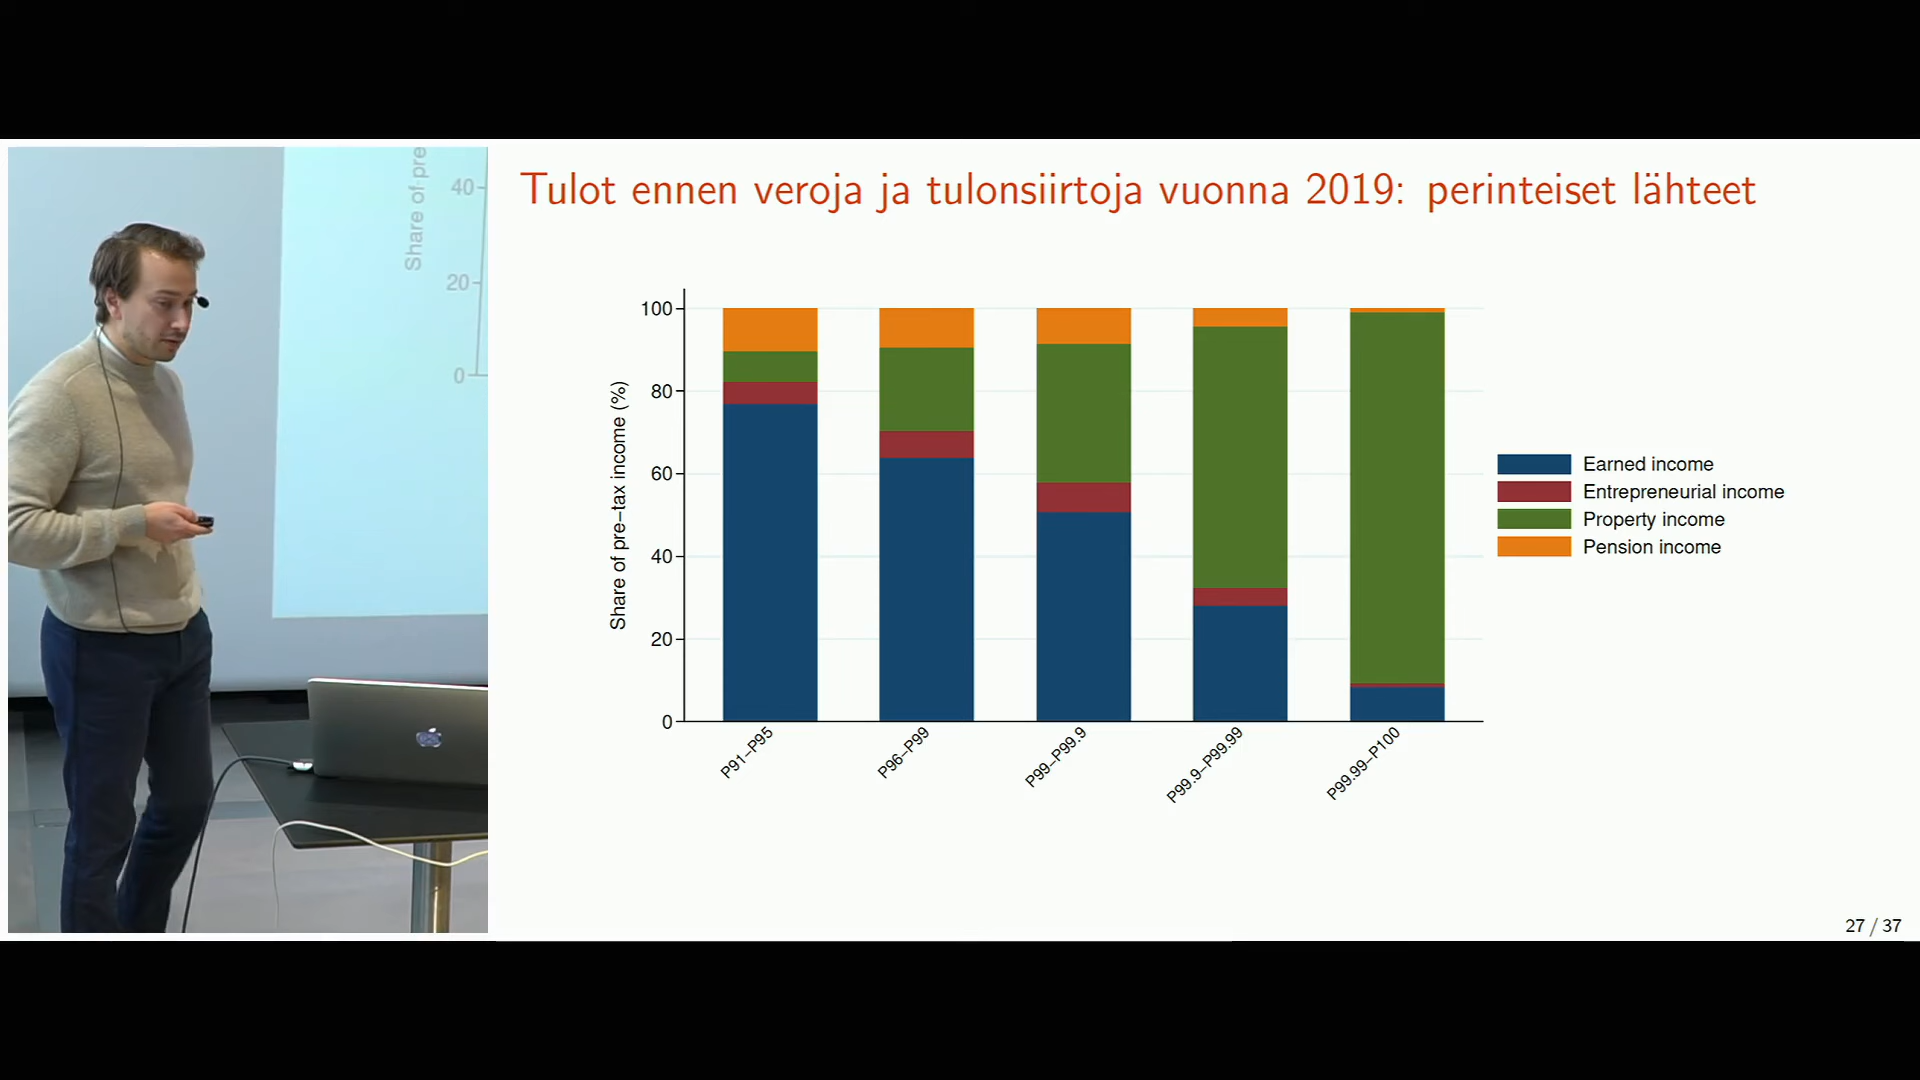 Share of pre
40
20
0
Tulot ennen veroja ja tulonsiirtoja vuonna 2019: perinteiset lähteet
Share of pre-tax income (%)
100
80
60
40
20
0
P91-P95
P96-P99
P99-P99.9
P99.9-P99.99
P99.99-P100
Earned income
Entrepreneurial income
Property income
Pension income
27 / 37